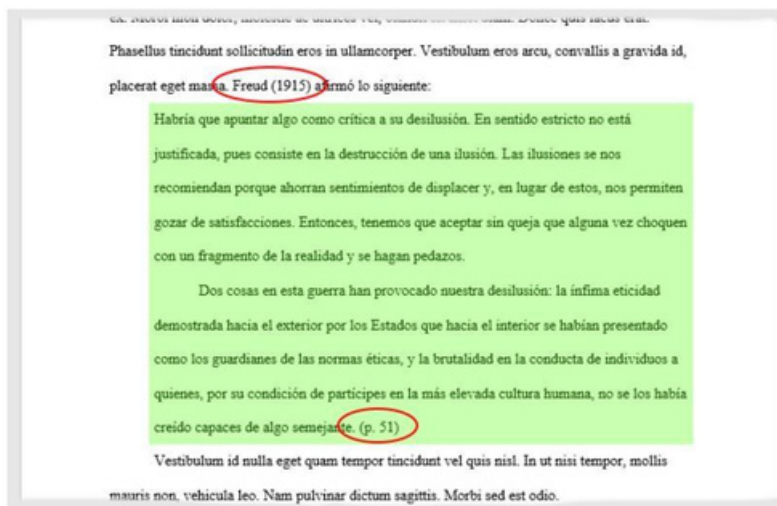 Phasellus tincidunt sollicitudin eros in ullamcorper. Vestibulum eros arcu, convallis a gravida id,
placerat eget massa. Freud (1915) afirmó lo siguiente:
Habría que apuntar algo como crítica a su desilusión. En sentido estricto no está
justificada, pues consiste en la destrucción de una ilusión. Las ilusiones se nos
recomiendan porque ahorran sentimientos de displacer y, en lugar de estos, nos permiten
gozar de satisfacciones. Entonces, tenemos que aceptar sin queja que alguna vez choquen
con un fragmento de la realidad y se hagan pedazos.
Dos cosas en esta guerra han provocado nuestra desilusión: la ínfima eticidad
demostrada hacia el exterior por los Estados que hacia el interior se habían presentado
como los guardianes de las normas éticas, y la brutalidad en la conducta de individuos a
quienes, por su condición de partícipes en la más elevada cultura humana, no se los había
creído capaces de algo semejante. (p. 51)
Vestibulum id nulla eget quam tempor tincidunt vel quis nisl. In ut nisi tempor, mollis
mauris non, vehicula leo. Nam pulvinar dictum sagittis. Morbi sed est odio.